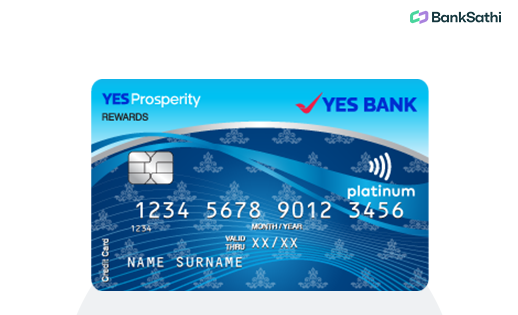 BankSathi
YES Prosperity
REWARDS
YES BANK
platinum
1234 5678 9012 3456
1234
MONTH / YEAR
VALID THRU XX/XX
NAME SURNAME
Credit Card